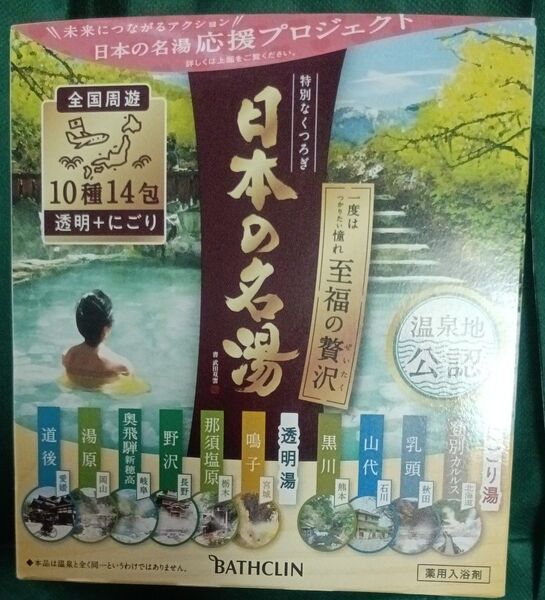 未来につながるアクション
日本の名湯応援プロジェクト
詳しくは上面をご覧ください。
全国周遊
10種14包
透明+にごり
特別なくつろぎ
日本の名湯
書 武田双雲
一度は
つかりたい憧れ
至福の贅沢
ぜいたく
温泉地
公認
道後
愛媛
湯原
岡山
奥飛騨
新穂高
岐阜
野沢
長野
那須塩原
栃木
鳴子
宮城
透明湯
黒川
熊本
山代
石川
乳頭
秋田
登別カルルス
北海道
にごり湯
◆本品は温泉と全く同一というわけではありません。
BATHCLIN
薬用入浴剤